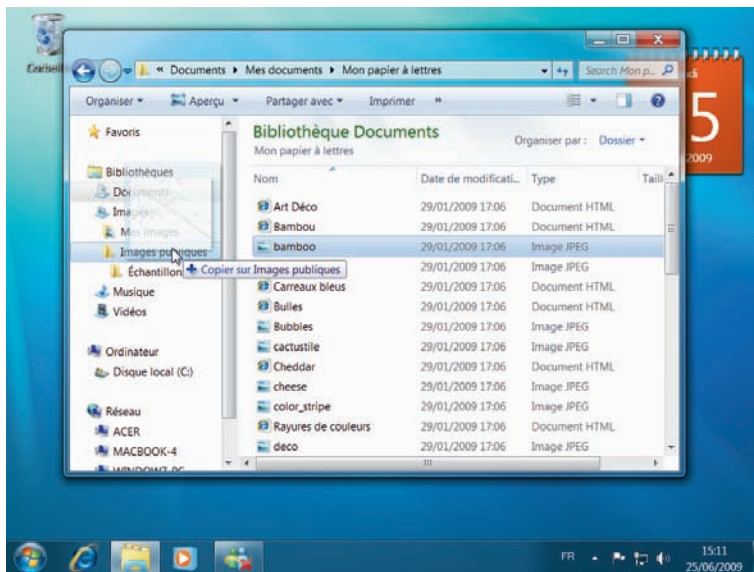 Corbeille
« Documents ▸ Mes documents ▸ Mon papier à lettres
Search Mon p...
Organiser
Aperçu
Partager avec
Imprimer
»
di
5
2009
Favoris
Bibliothèques
Documents
Images
Mes images
Images publiques
Échantillon
Musique
Vidéos
Ordinateur
Disque local (C:)
Réseau
ACER
MACBOOK-4
WINDOWS7-PC
Bibliothèque Documents
Mon papier à lettres
Organiser par : Dossier
Nom Date de modificati... Type Taill
Art Déco 29/01/2009 17:06 Document HTML
Bambou 29/01/2009 17:06 Document HTML
bamboo 29/01/2009 17:06 Image JPEG
Copier sur Images publiques
29/01/2009 17:06 Image JPEG
Carreaux bleus 29/01/2009 17:06 Document HTML
Bulles 29/01/2009 17:06 Document HTML
Bubbles 29/01/2009 17:06 Image JPEG
cactustile 29/01/2009 17:06 Image JPEG
Cheddar 29/01/2009 17:06 Document HTML
cheese 29/01/2009 17:06 Image JPEG
color_stripe 29/01/2009 17:06 Image JPEG
Rayures de couleurs 29/01/2009 17:06 Document HTML
deco 29/01/2009 17:06 Image JPEG
FR
15:11
25/06/2009